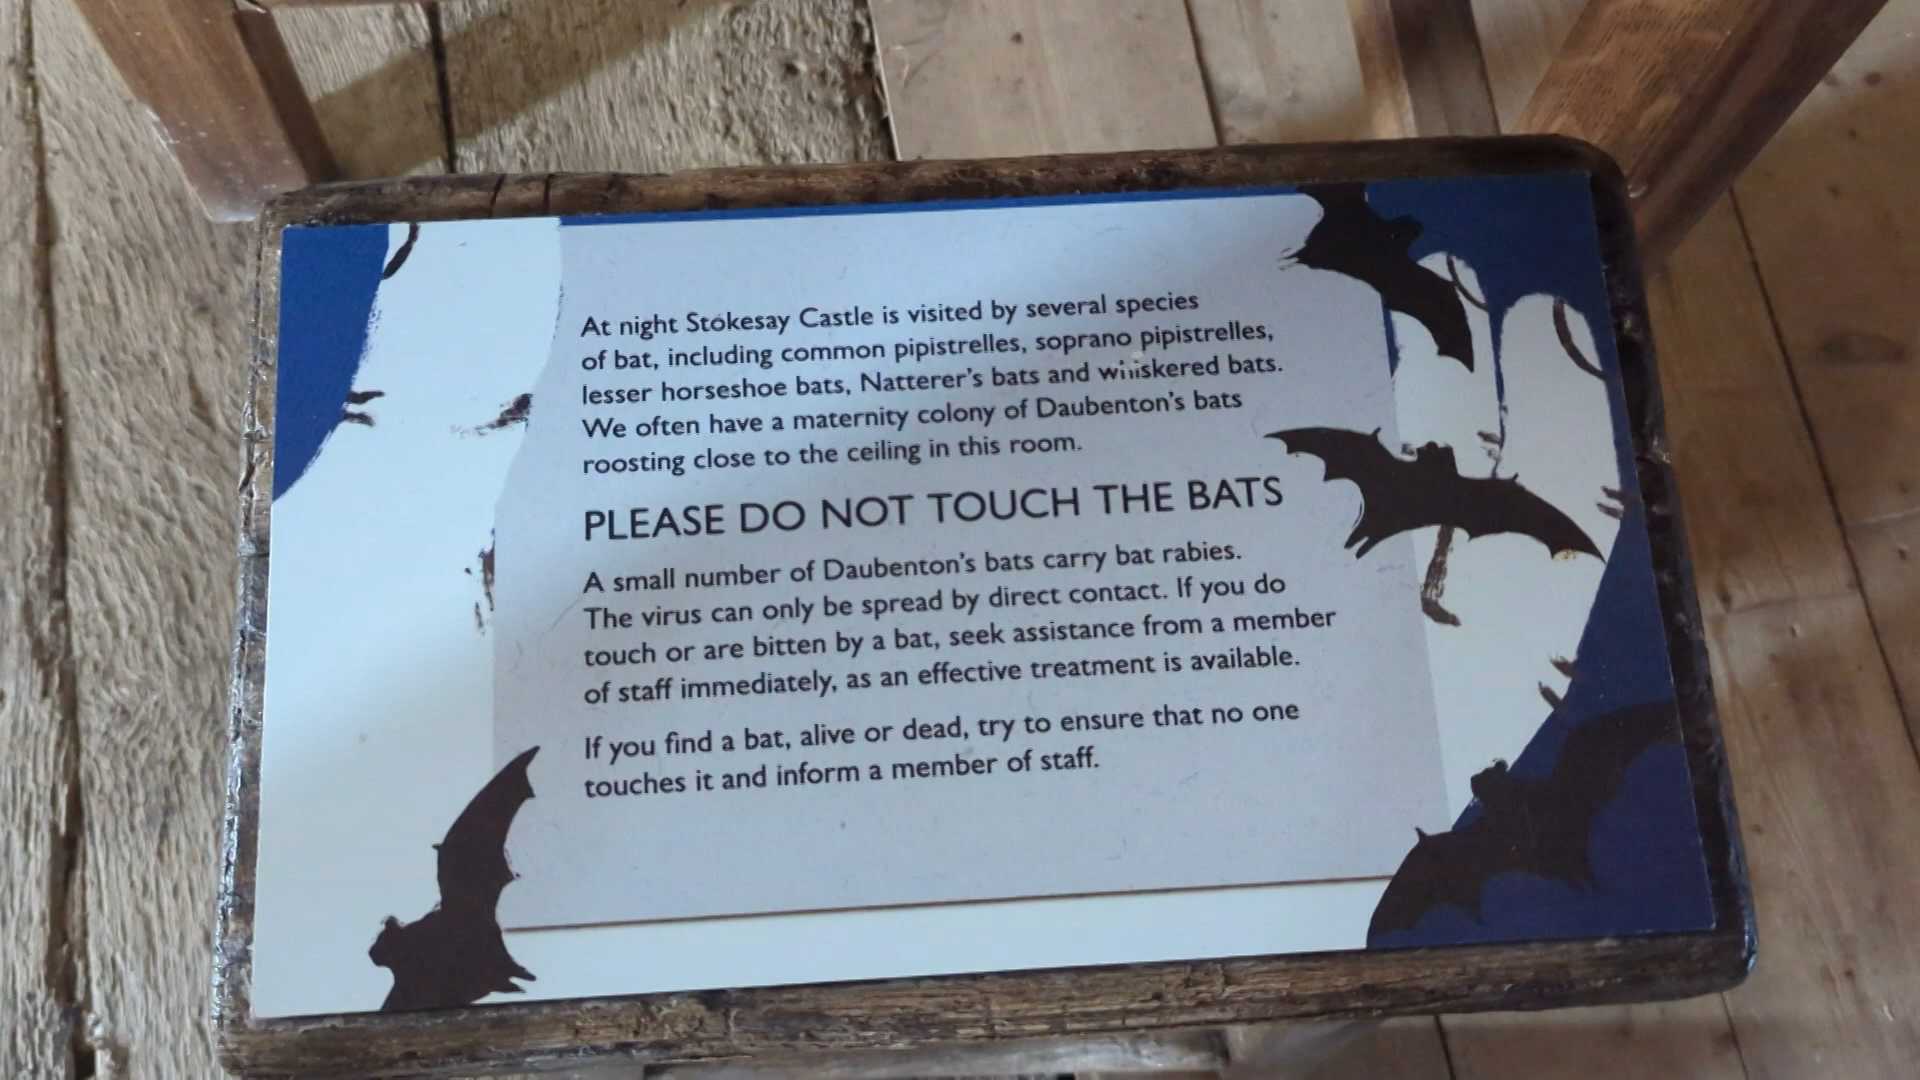 At night Stokesay Castle is visited by several species
of bat, including common pipistrelles, soprano pipistrelles,
lesser horseshoe bats, Natterer's bats and whiskered bats.
We often have a maternity colony of Daubenton's bats
roosting close to the ceiling in this room.
PLEASE DO NOT TOUCH THE BATS
A small number of Daubenton's bats carry bat rabies.
The virus can only be spread by direct contact. If you do
touch or are bitten by a bat, seek assistance from a member
of staff immediately, as an effective treatment is available.
If you find a bat, alive or dead, try to ensure that no one
touches it and inform a member of staff.